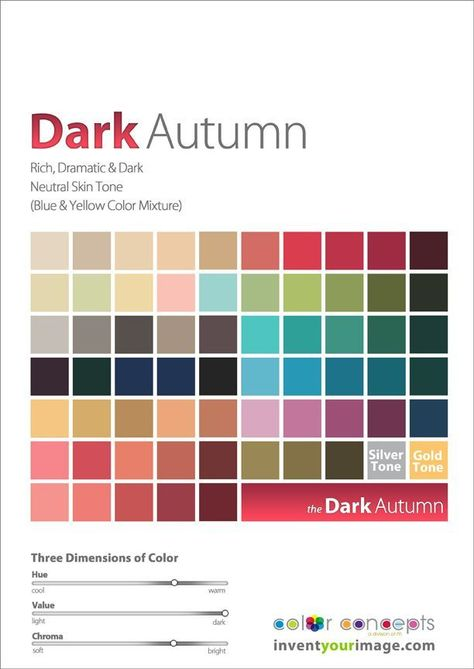 Dark Autumn
Rich, Dramatic & Dark
Neutral Skin Tone
(Blue & Yellow Color Mixture)
Silver
Tone
Gold
Tone
the Dark Autumn
Three Dimensions of Color
Hue
cool warm
Value
light dark
Chroma
soft bright
color concepts
inventyourimage.com